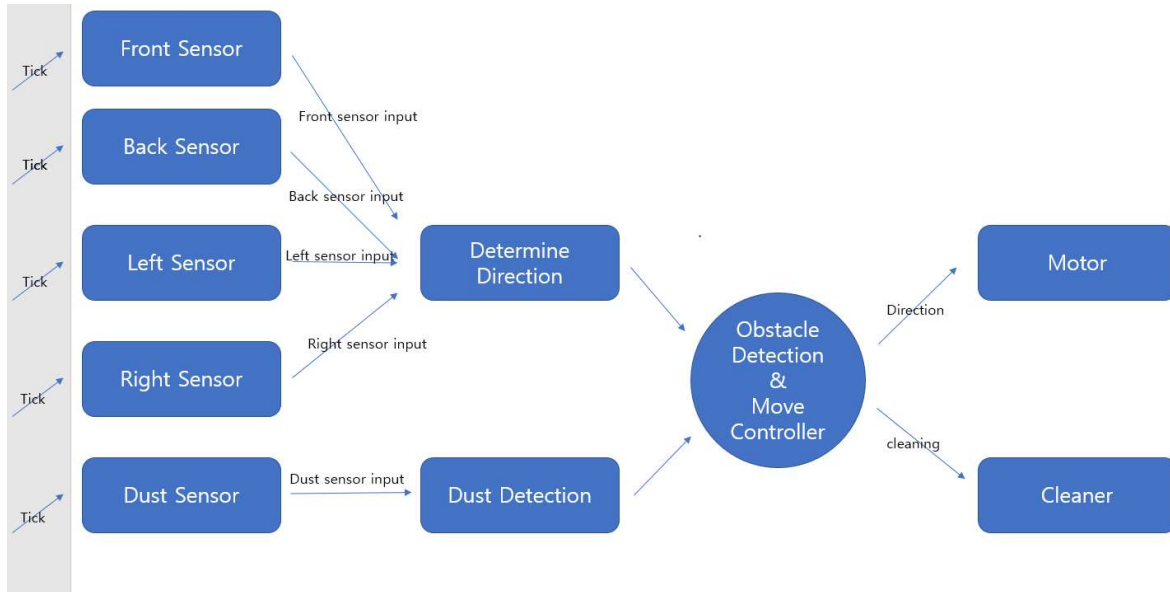 Tick
Front Sensor
Front sensor input
Tick
Back Sensor
Back sensor input
Tick
Left Sensor
Left sensor input
Determine
Direction
Motor
Direction
Tick
Right Sensor
Right sensor input
Obstacle
Detection
&
Move
Controller
cleaning
Tick
Dust Sensor
Dust sensor input
Dust Detection
Cleaner